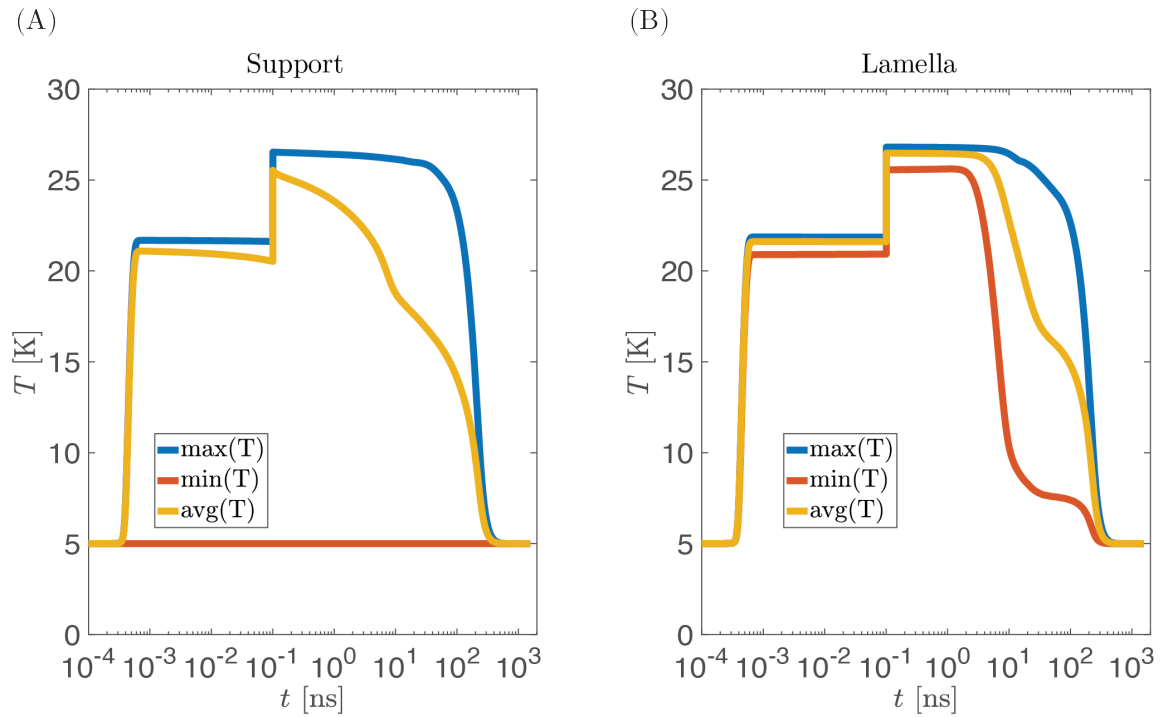 (A)
Support
30
25
20
15
10
5
0
T [K]
max(T)
min(T)
avg(T)
10^-4 10^-3 10^-2 10^-1 10^0 10^1 10^2 10^3
t [ns]
(B)
Lamella
30
25
20
15
10
5
0
T [K]
max(T)
min(T)
avg(T)
10^-4 10^-3 10^-2 10^-1 10^0 10^1 10^2 10^3
t [ns]